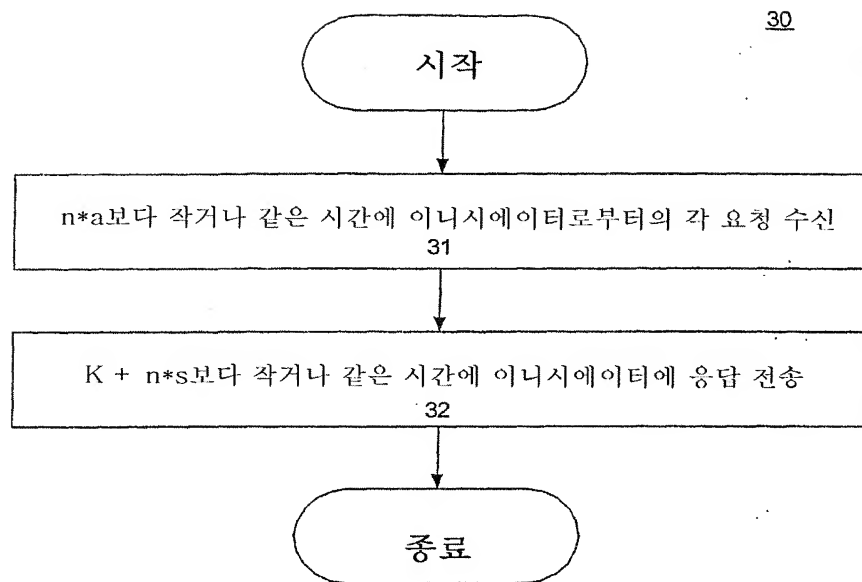 30
시작
n*a보다 작거나 같은 시간에 이니시에이터로부터의 각 요청 수신
31
K + n*s보다 작거나 같은 시간에 이니시에이터에 응답 전송
32
종료